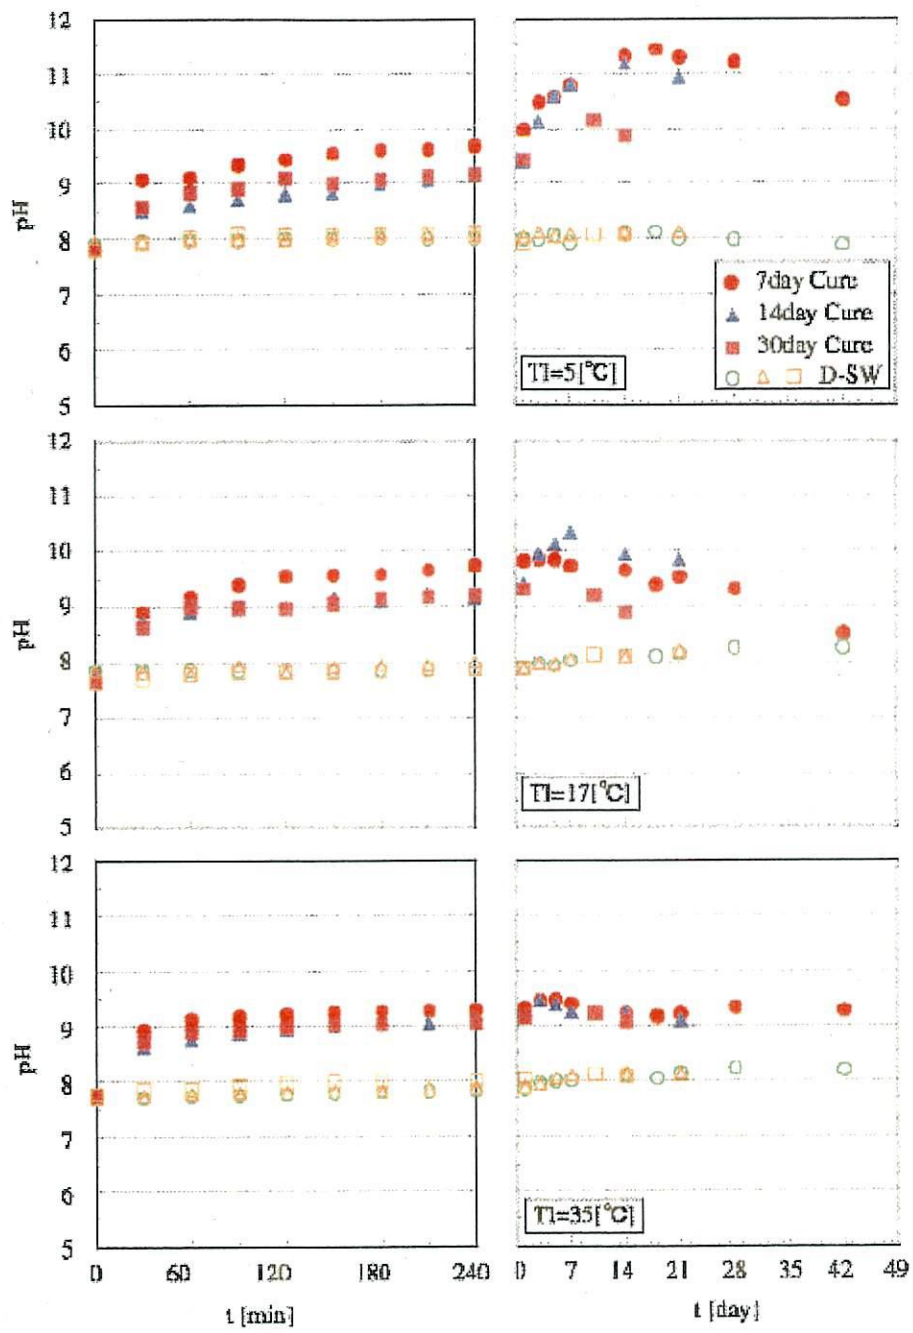 12
11
10
9
8
7
6
5
pH
7day Cure
14day Cure
30day Cure
D-SW
Tl=5[°C]
12
11
10
9
8
7
6
5
pH
Tl=17[°C]
12
11
10
9
8
7
6
5
pH
Tl=35[°C]
0 60 120 180 240
0 7 14 21 28 35 42 49
t [min]
t [day]